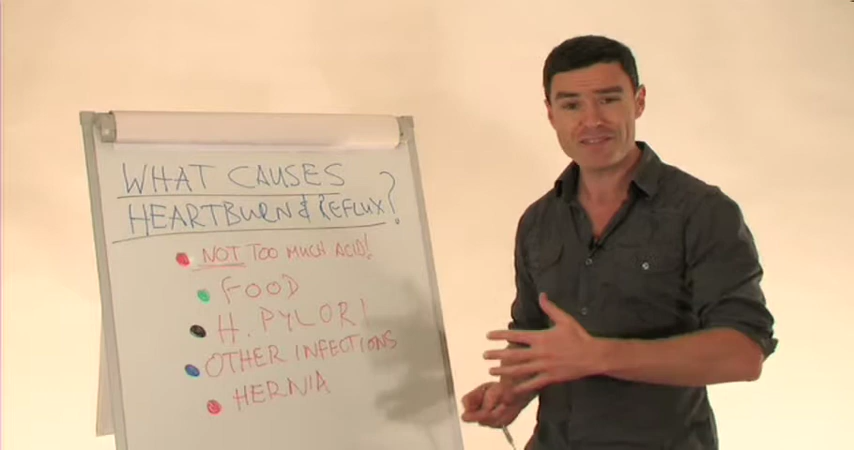 WHAT CAUSES
HEARTBURN & REFLUX?
NOT TOO MUCH ACID!
FOOD
H. PYLORI
OTHER INFECTIONS
HERNIA